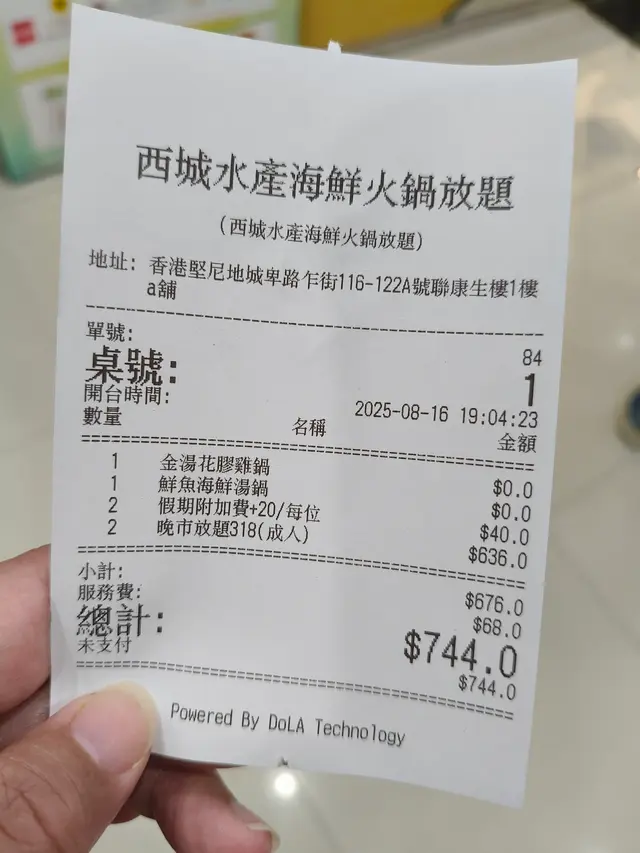 西城水產海鮮火鍋放題
(西城水產海鮮火鍋放題)
地址: 香港堅尼地城卑路乍街116-122A號聯康生樓1樓
a舖
單號: 84
桌號: 1
開台時間: 2025-08-16 19:04:23
數量 名稱 金額
1 金湯花膠雞鍋 $0.0
1 鮮魚海鮮湯鍋 $0.0
2 假期附加費+20/每位 $40.0
2 晚市放題318(成人) $636.0
小計: $676.0
服務費: $68.0
總計: $744.0
未支付 $744.0
Powered By DoLA Technology